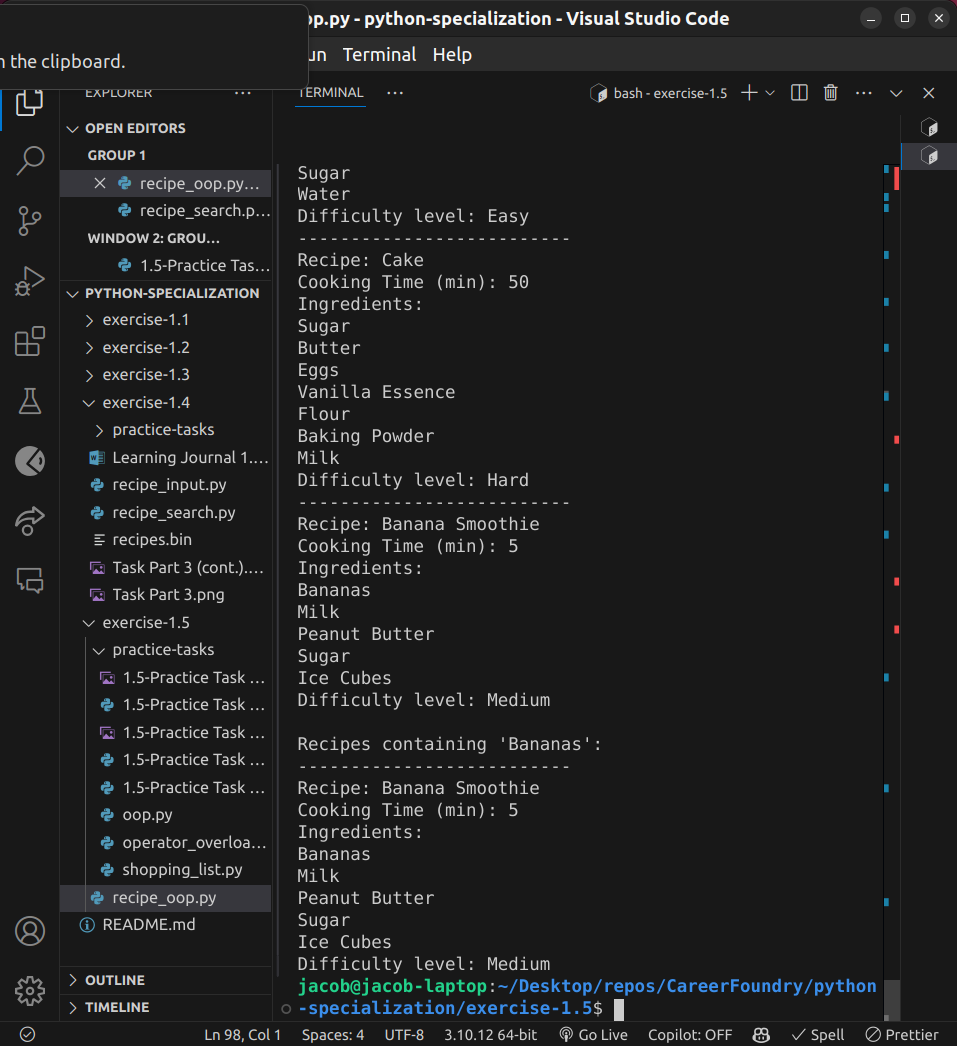 oop.py - python-specialization - Visual Studio Code
n the clipboard.
un Terminal Help
EXPLORER ...
TERMINAL ...
bash - exercise-1.5
OPEN EDITORS
GROUP 1
recipe_oop.py...
recipe_search.p...
WINDOW 2: GROU...
1.5-Practice Tas...
PYTHON-SPECIALIZATION
exercise-1.1
exercise-1.2
exercise-1.3
exercise-1.4
practice-tasks
Learning Journal 1....
recipe_input.py
recipe_search.py
recipes.bin
Task Part 3 (cont.)....
Task Part 3.png
exercise-1.5
practice-tasks
1.5-Practice Task ...
1.5-Practice Task ...
1.5-Practice Task ...
1.5-Practice Task ...
1.5-Practice Task ...
oop.py
operator_overloa...
shopping_list.py
recipe_oop.py
README.md
OUTLINE
TIMELINE
Sugar
Water
Difficulty level: Easy
--------------------------
Recipe: Cake
Cooking Time (min): 50
Ingredients:
Sugar
Butter
Eggs
Vanilla Essence
Flour
Baking Powder
Milk
Difficulty level: Hard
--------------------------
Recipe: Banana Smoothie
Cooking Time (min): 5
Ingredients:
Bananas
Milk
Peanut Butter
Sugar
Ice Cubes
Difficulty level: Medium
Recipes containing 'Bananas':
--------------------------
Recipe: Banana Smoothie
Cooking Time (min): 5
Ingredients:
Bananas
Milk
Peanut Butter
Sugar
Ice Cubes
Difficulty level: Medium
jacob@jacob-laptop:~/Desktop/repos/CareerFoundry/python
-specialization/exercise-1.5$
Ln 98, Col 1 Spaces: 4 UTF-8 3.10.12 64-bit Go Live Copilot: OFF Spell Prettier